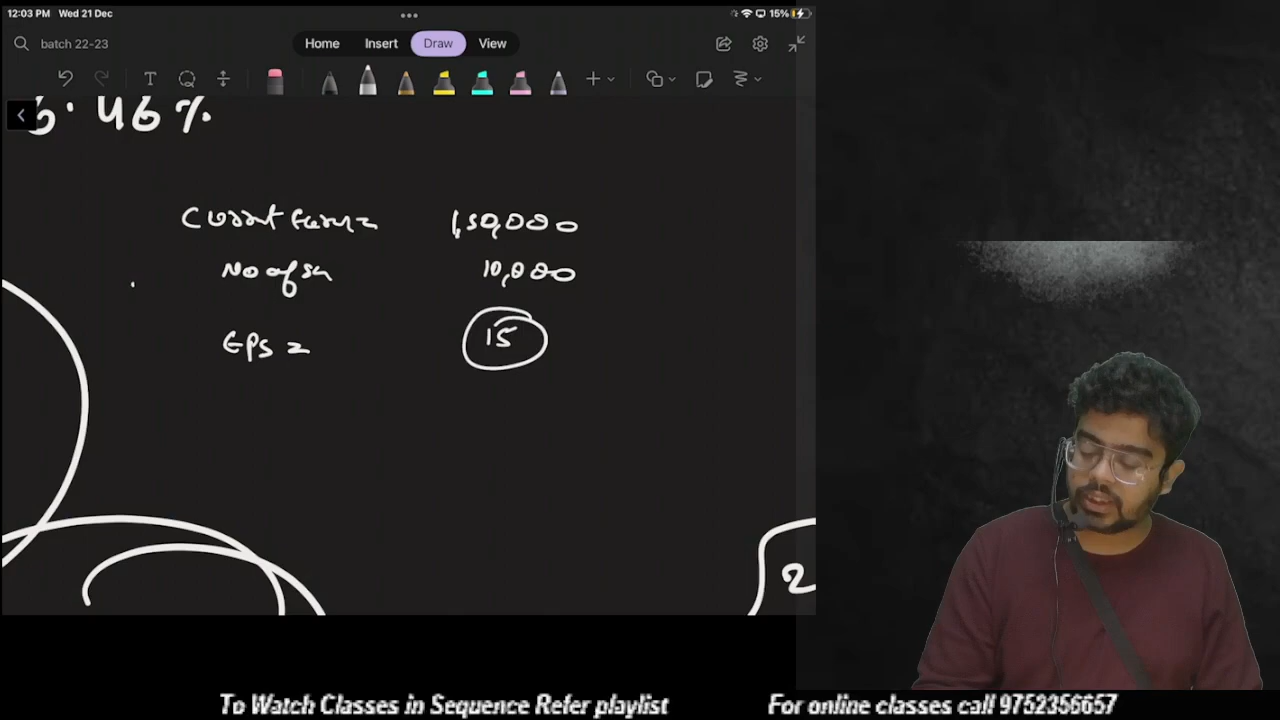 12:03 PM Wed 21 Dec
15%
batch 22-23
Home Insert Draw View
T
6.46%
1,50,000
No of sh 10,000
EPS = 15
2
To Watch Classes in Sequence Refer playlist
For online classes call 9752356657